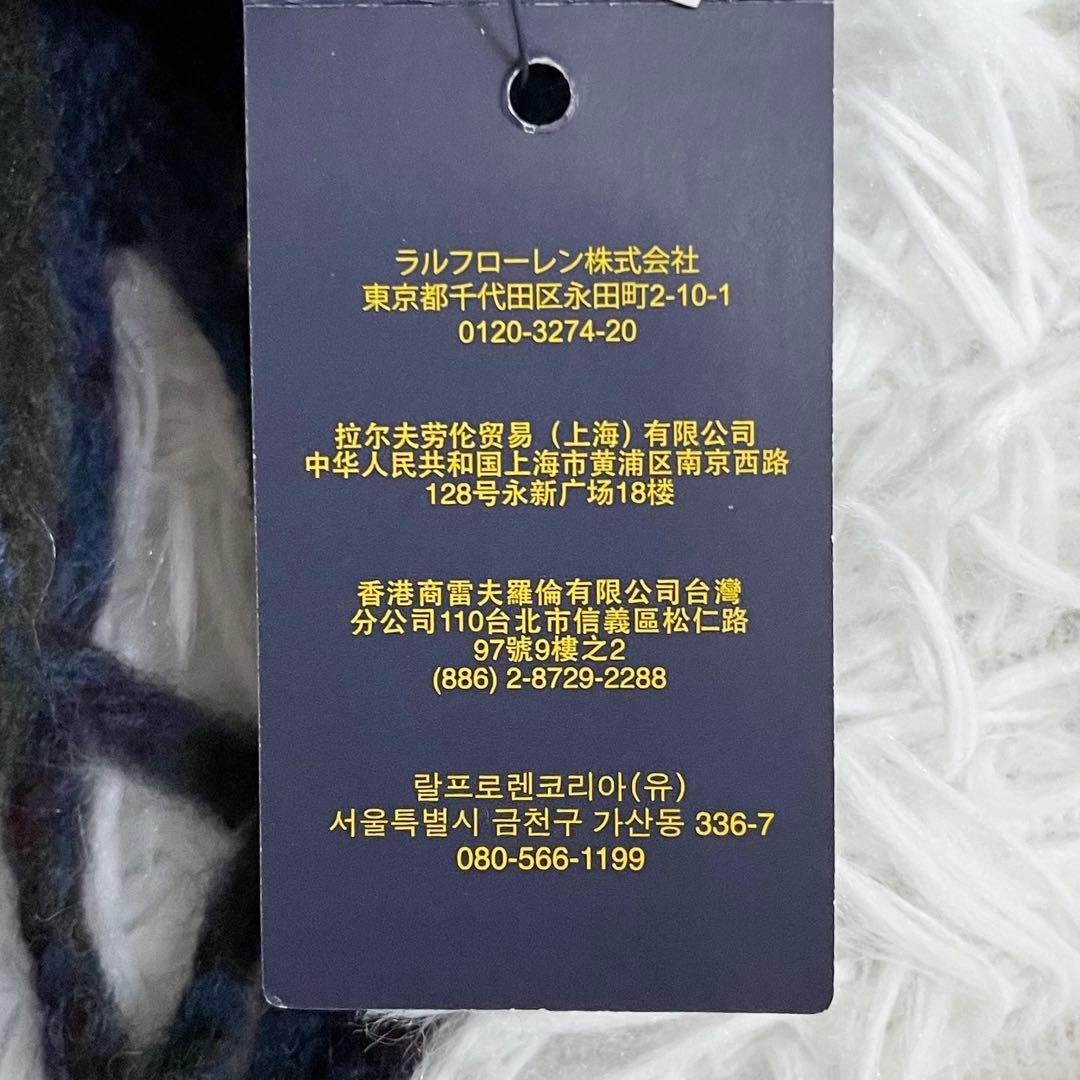 ラルフローレン株式会社
東京都千代田区永田町2-10-1
0120-3274-20
拉尔夫劳伦贸易（上海）有限公司
中华人民共和国上海市黄浦区南京西路
128号永新广场18楼
香港商雷夫羅倫有限公司台灣
分公司110台北市信義區松仁路
97號9樓之2
(886) 2-8729-2288
랄프로렌코리아(유)
서울특별시 금천구 가산동 336-7
080-566-1199